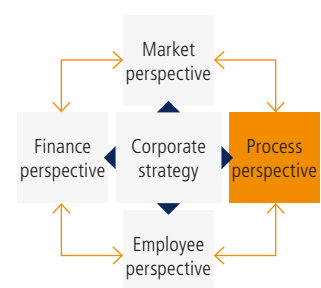 Market
perspective
Finance
perspective
Corporate
strategy
Process
perspective
Employee
perspective